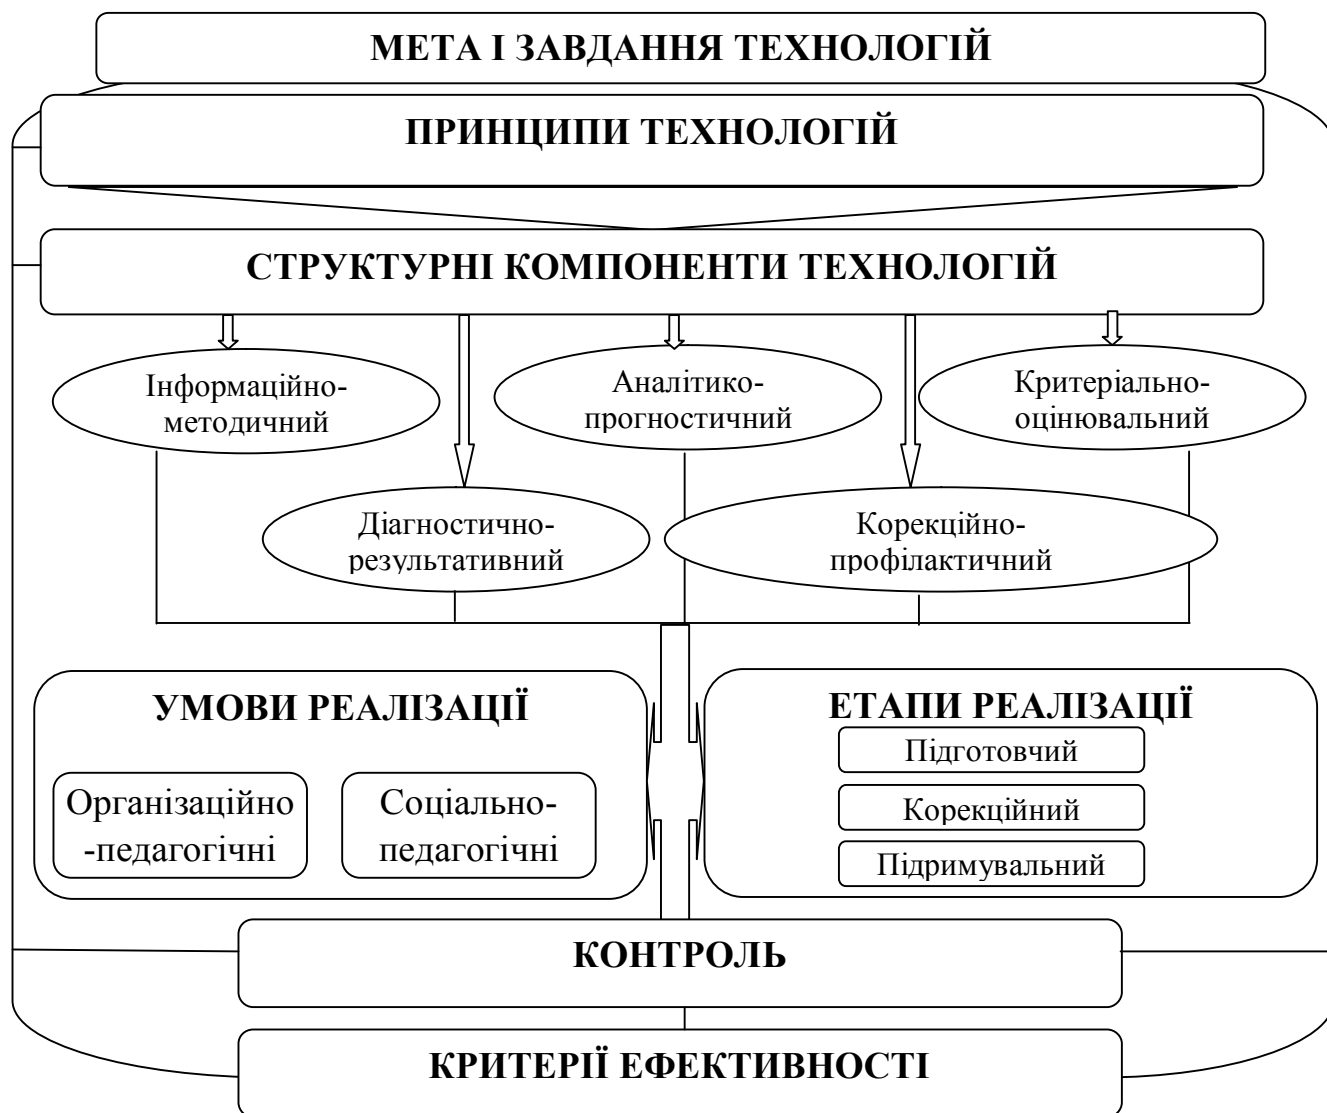 МЕТА І ЗАВДАННЯ ТЕХНОЛОГІЙ
ПРИНЦИПИ ТЕХНОЛОГІЙ
СТРУКТУРНІ КОМПОНЕНТИ ТЕХНОЛОГІЙ
Інформаційно-
методичний
Аналітико-
прогностичний
Критеріально-
оцінювальний
Діагностично-
результативний
Корекційно-
профілактичний
УМОВИ РЕАЛІЗАЦІЇ
Організаційно
-педагогічні
Соціально-
педагогічні
ЕТАПИ РЕАЛІЗАЦІЇ
Підготовчий
Корекційний
Підримувальний
КОНТРОЛЬ
КРИТЕРІЇ ЕФЕКТИВНОСТІ